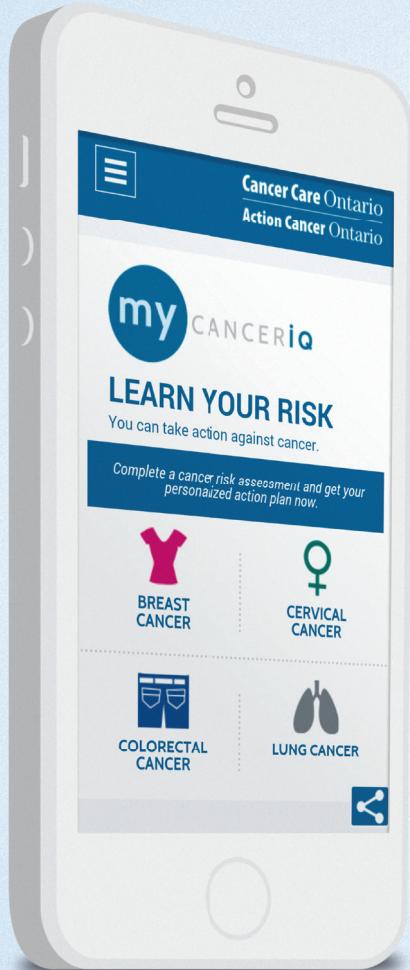 Cancer Care Ontario
Action Cancer Ontario
my CANCERiQ
LEARN YOUR RISK
You can take action against cancer.
Complete a cancer risk assessment and get your
personalized action plan now.
BREAST
CANCER
CERVICAL
CANCER
COLORECTAL
CANCER
LUNG CANCER